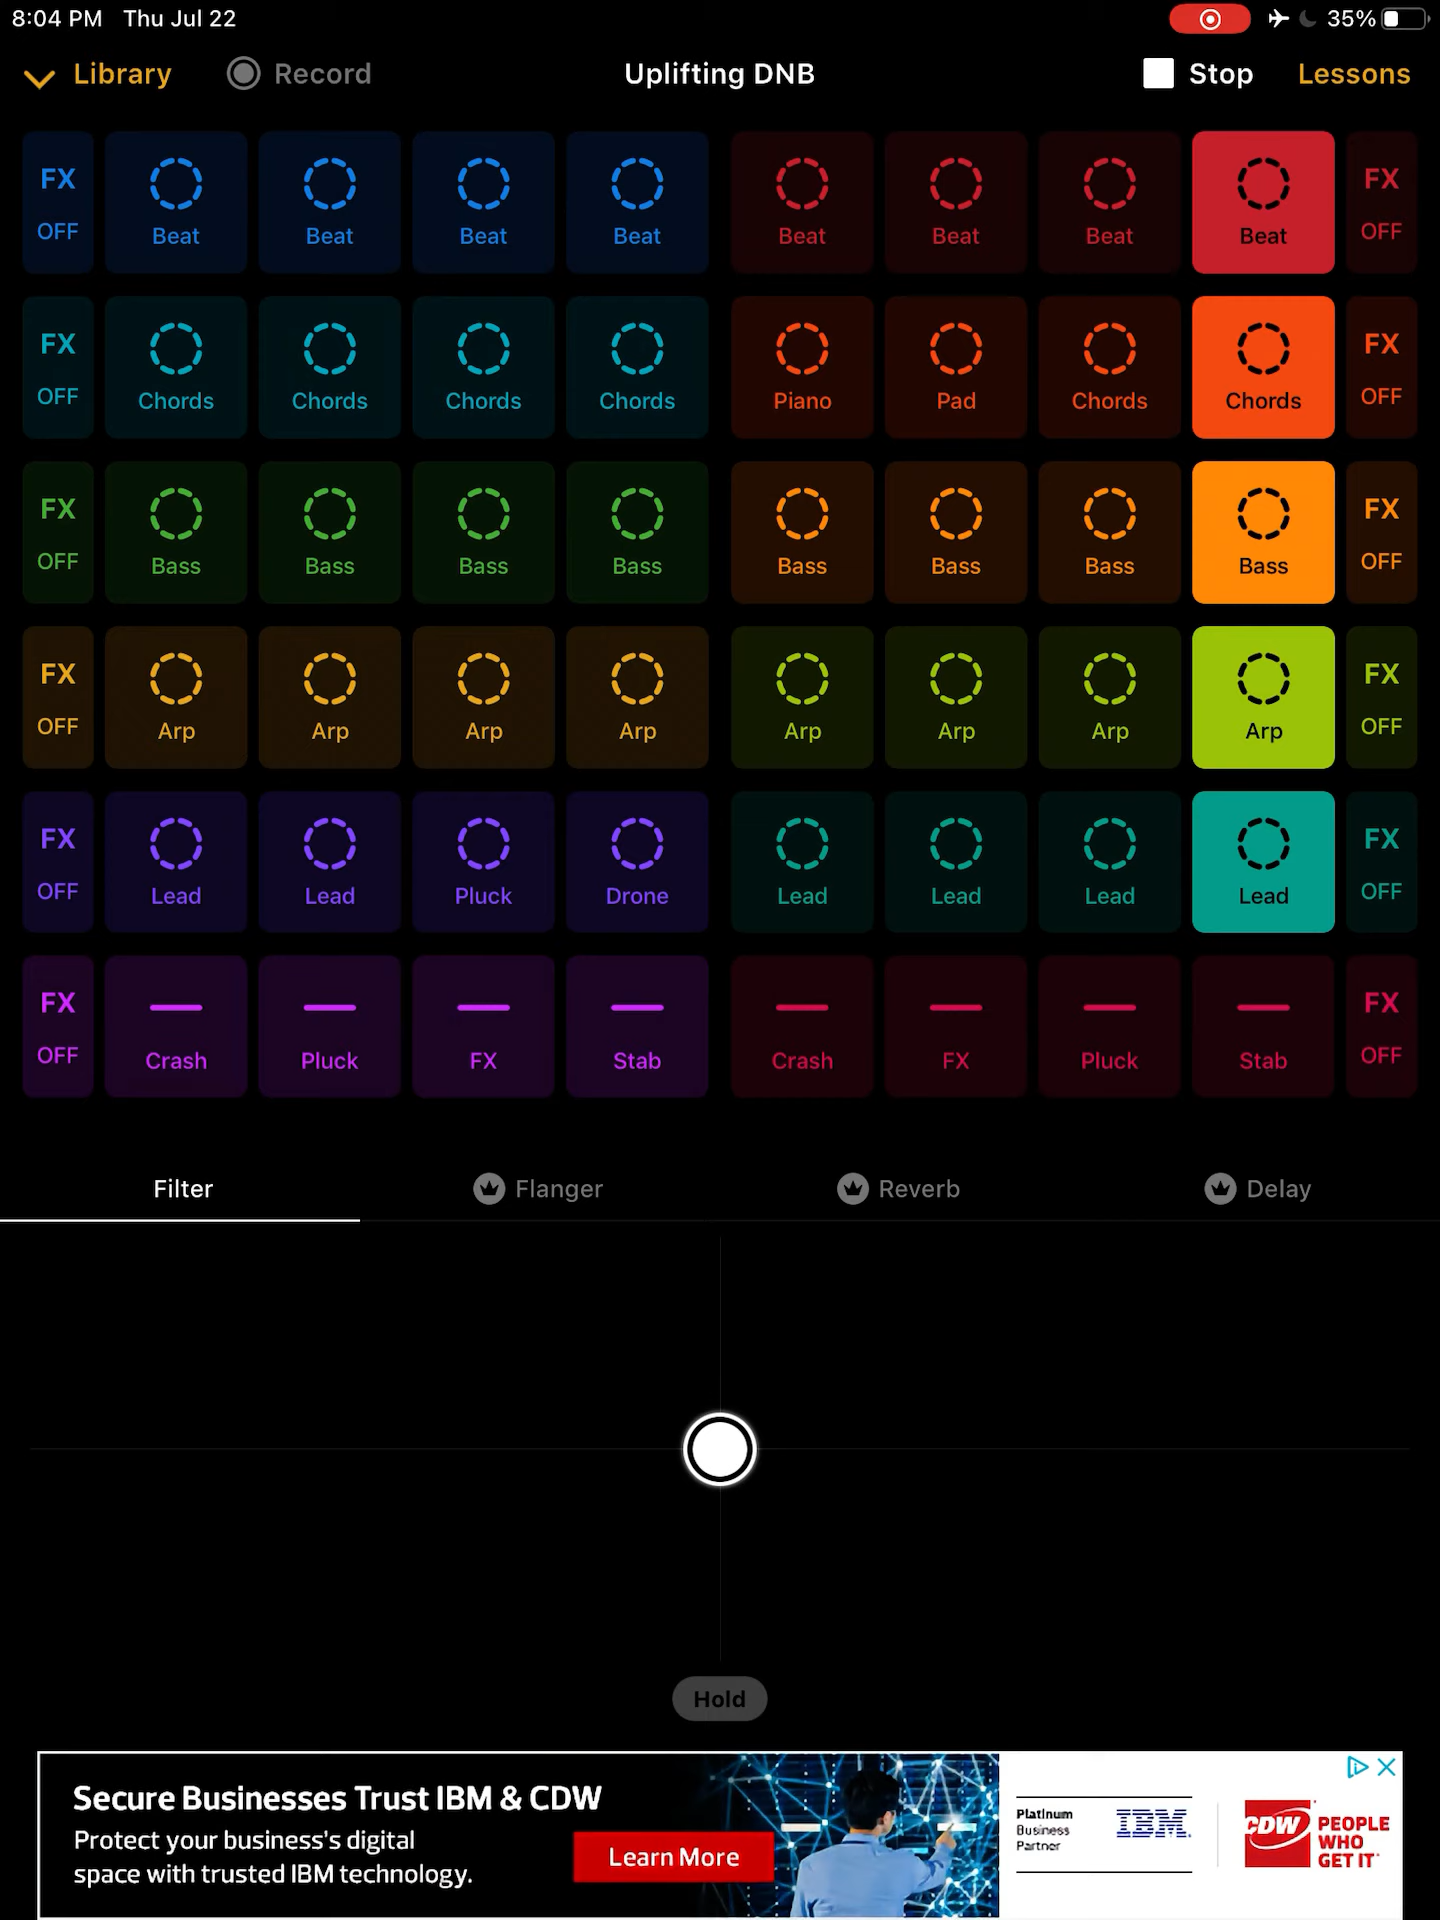 8:04 PM Thu Jul 22 35%
Library Record Uplifting DNB Stop Lessons
FX Beat Beat Beat Beat Beat Beat Beat Beat FX
OFF OFF
FX Chords Chords Chords Chords Piano Pad Chords Chords FX
OFF OFF
FX Bass Bass Bass Bass Bass Bass Bass Bass FX
OFF OFF
FX Arp Arp Arp Arp Arp Arp Arp Arp FX
OFF OFF
FX Lead Lead Pluck Drone Lead Lead Lead Lead FX
OFF OFF
FX Crash Pluck FX Stab Crash FX Pluck Stab FX
OFF OFF
Filter Flanger Reverb Delay
Hold
Secure Businesses Trust IBM & CDW
Protect your business's digital
space with trusted IBM technology.
Learn More
Platinum
Business
Partner
IBM
CDW
PEOPLE
WHO
GET IT